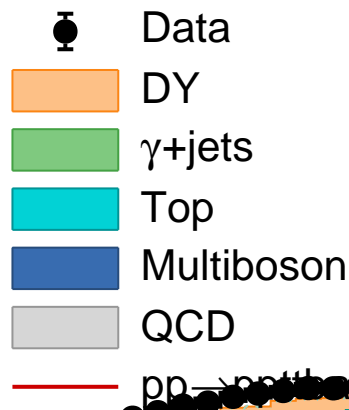 Data
DY
γ+jets
Top
Multiboson
QCD